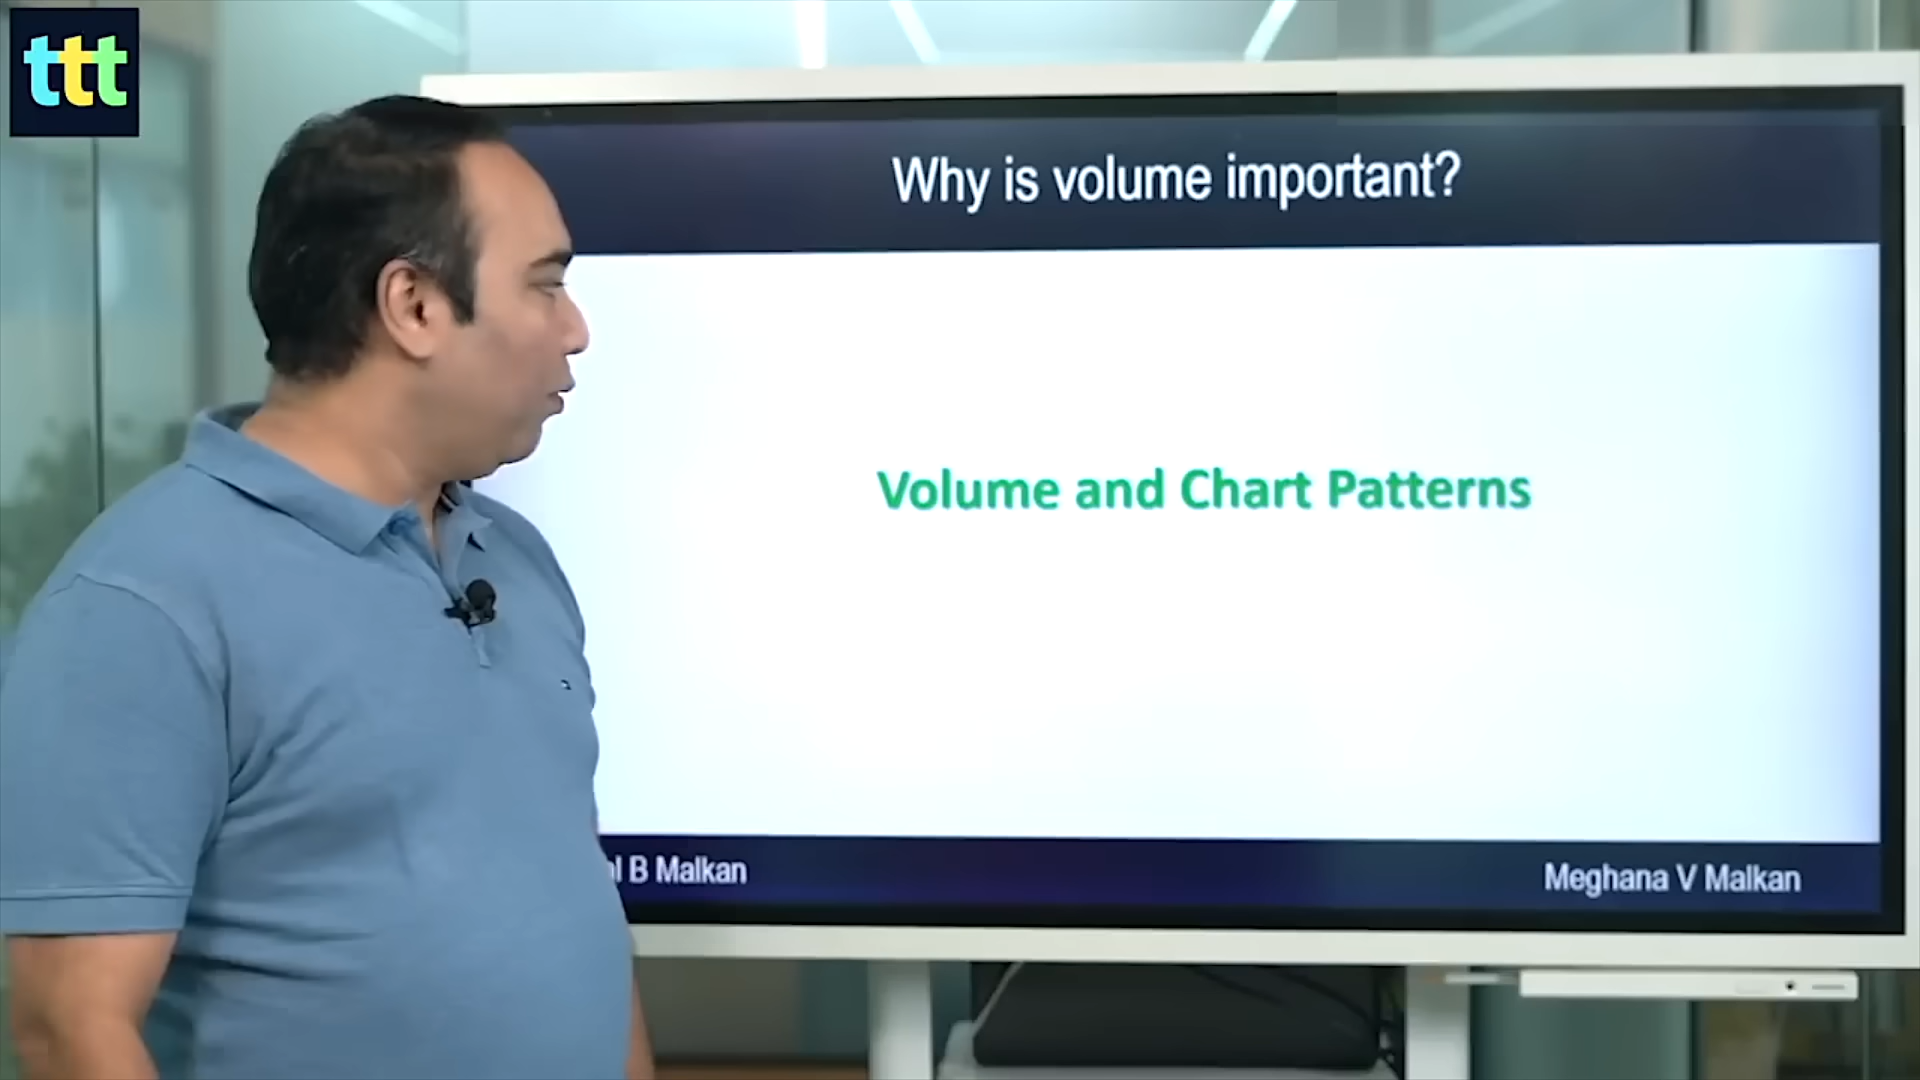 ttt
Why is volume important?
Volume and Chart Patterns
B Malkan
Meghana V Malkan